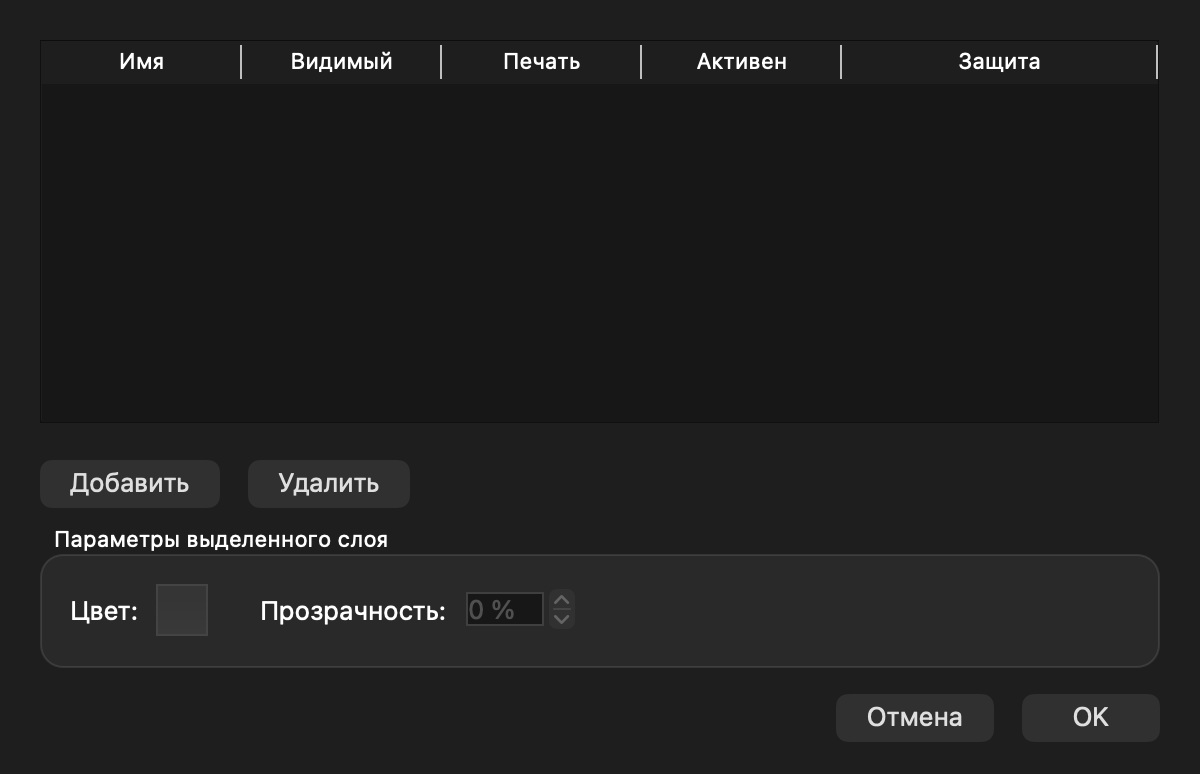 Имя Видимый Печать Активен Защита
Добавить Удалить
Параметры выделенного слоя
Цвет: Прозрачность: 0 %
Отмена OK